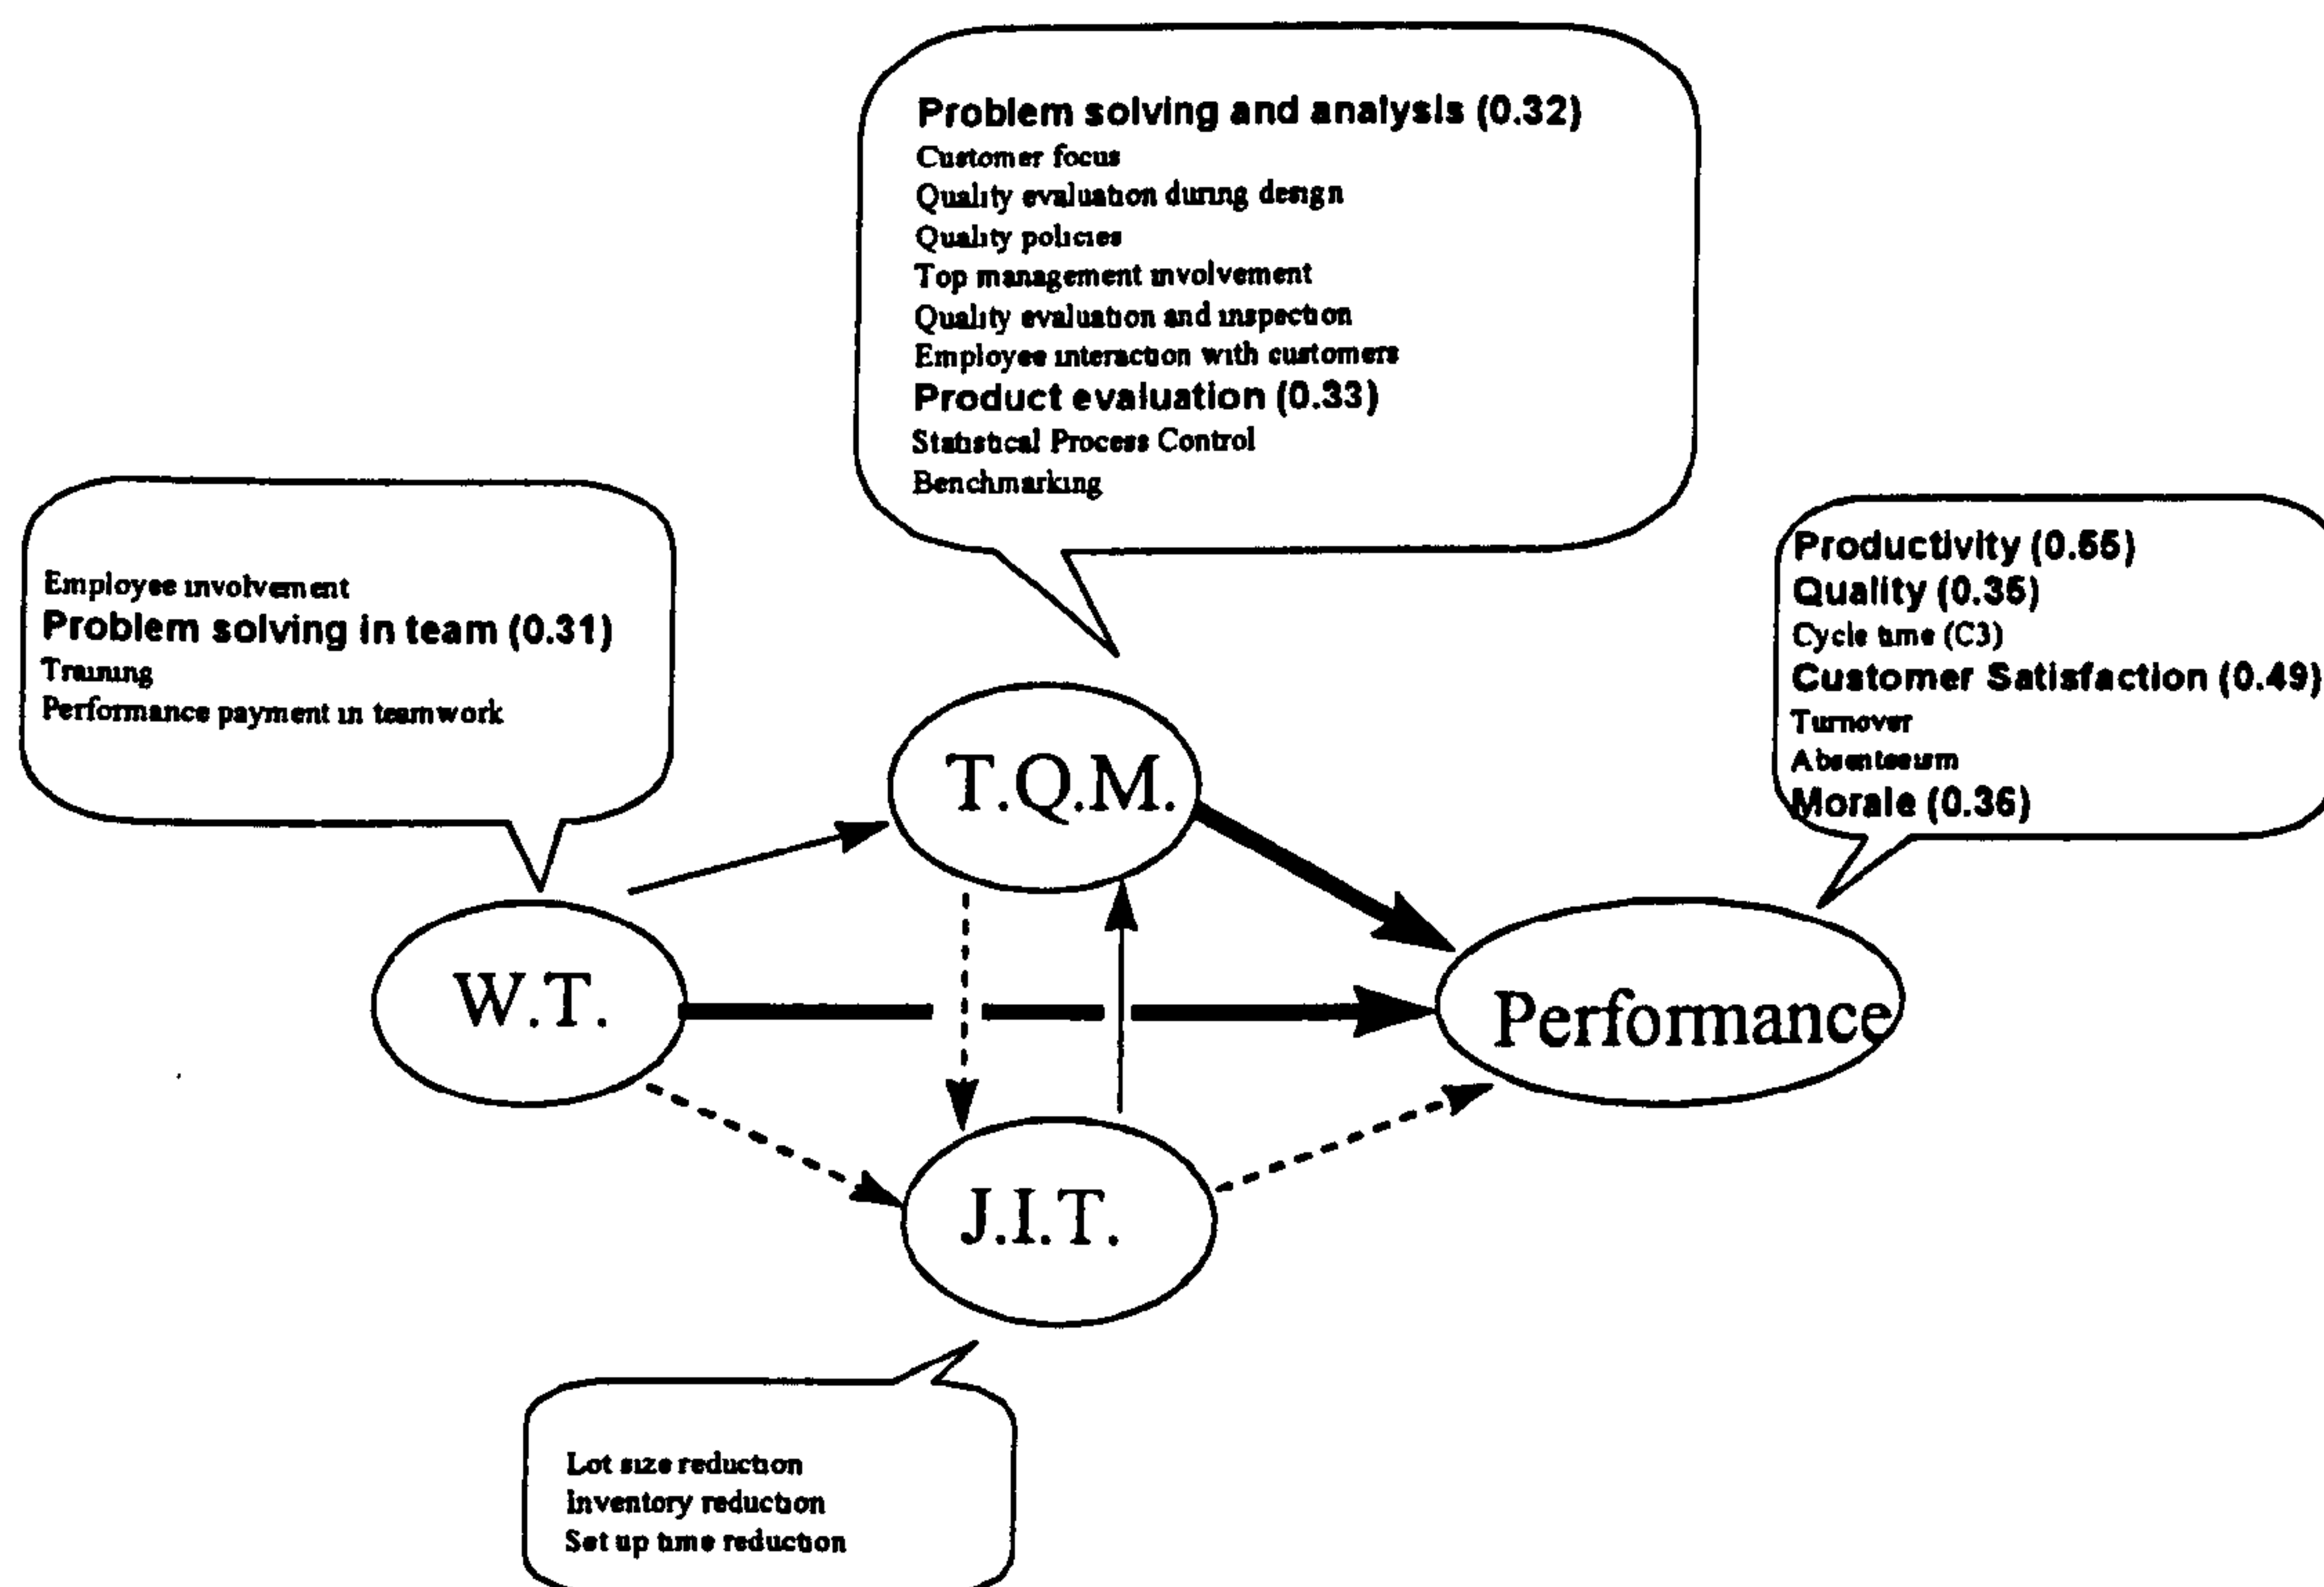 Problem solving and analysis (0.32)
Customer focus
Quality evaluation during design
Quality policies
Top management involvement
Quality evaluation and inspection
Employee interaction with customers
Product evaluation (0.33)
Statistical Process Control
Benchmarking
Employee involvement
Problem solving in team (0.31)
Training
Performance payment in teamwork
Productivity (0.55)
Quality (0.35)
Cycle time (C3)
Customer Satisfaction (0.49)
Turnover
Absenteeism
Morale (0.36)
T.Q.M.
W.T.
Performance
J.I.T.
Lot size reduction
Inventory reduction
Set up time reduction